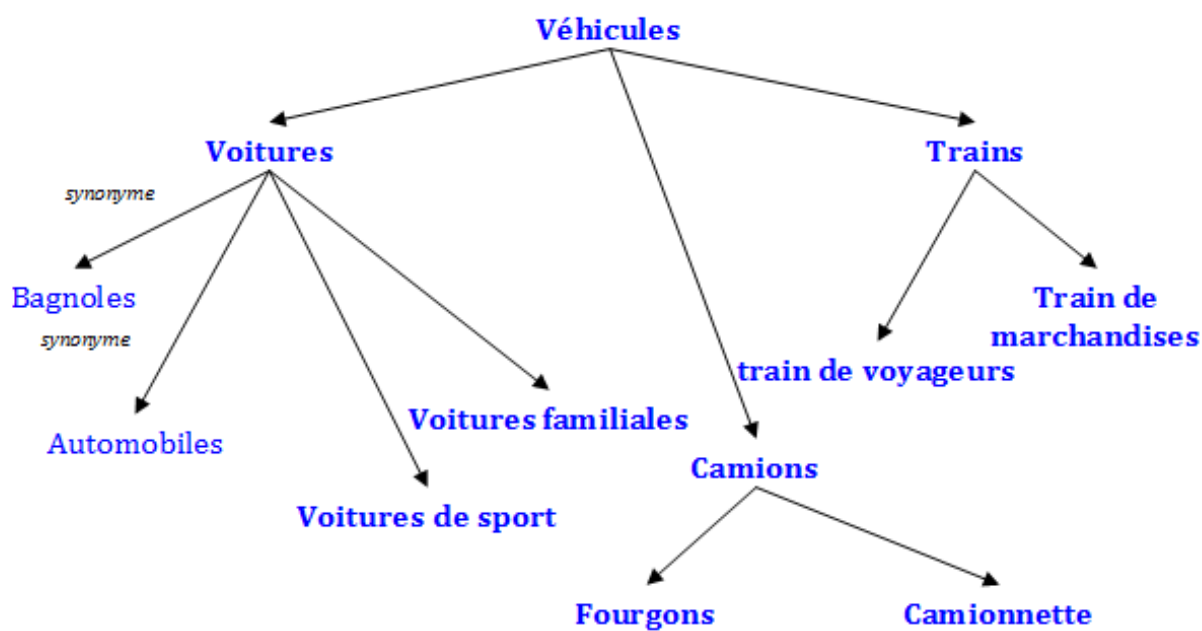 Véhicules
Voitures
Trains
synonyme
Bagnoles
Train de
marchandises
synonyme
train de voyageurs
Voitures familiales
Automobiles
Camions
Voitures de sport
Fourgons
Camionnette